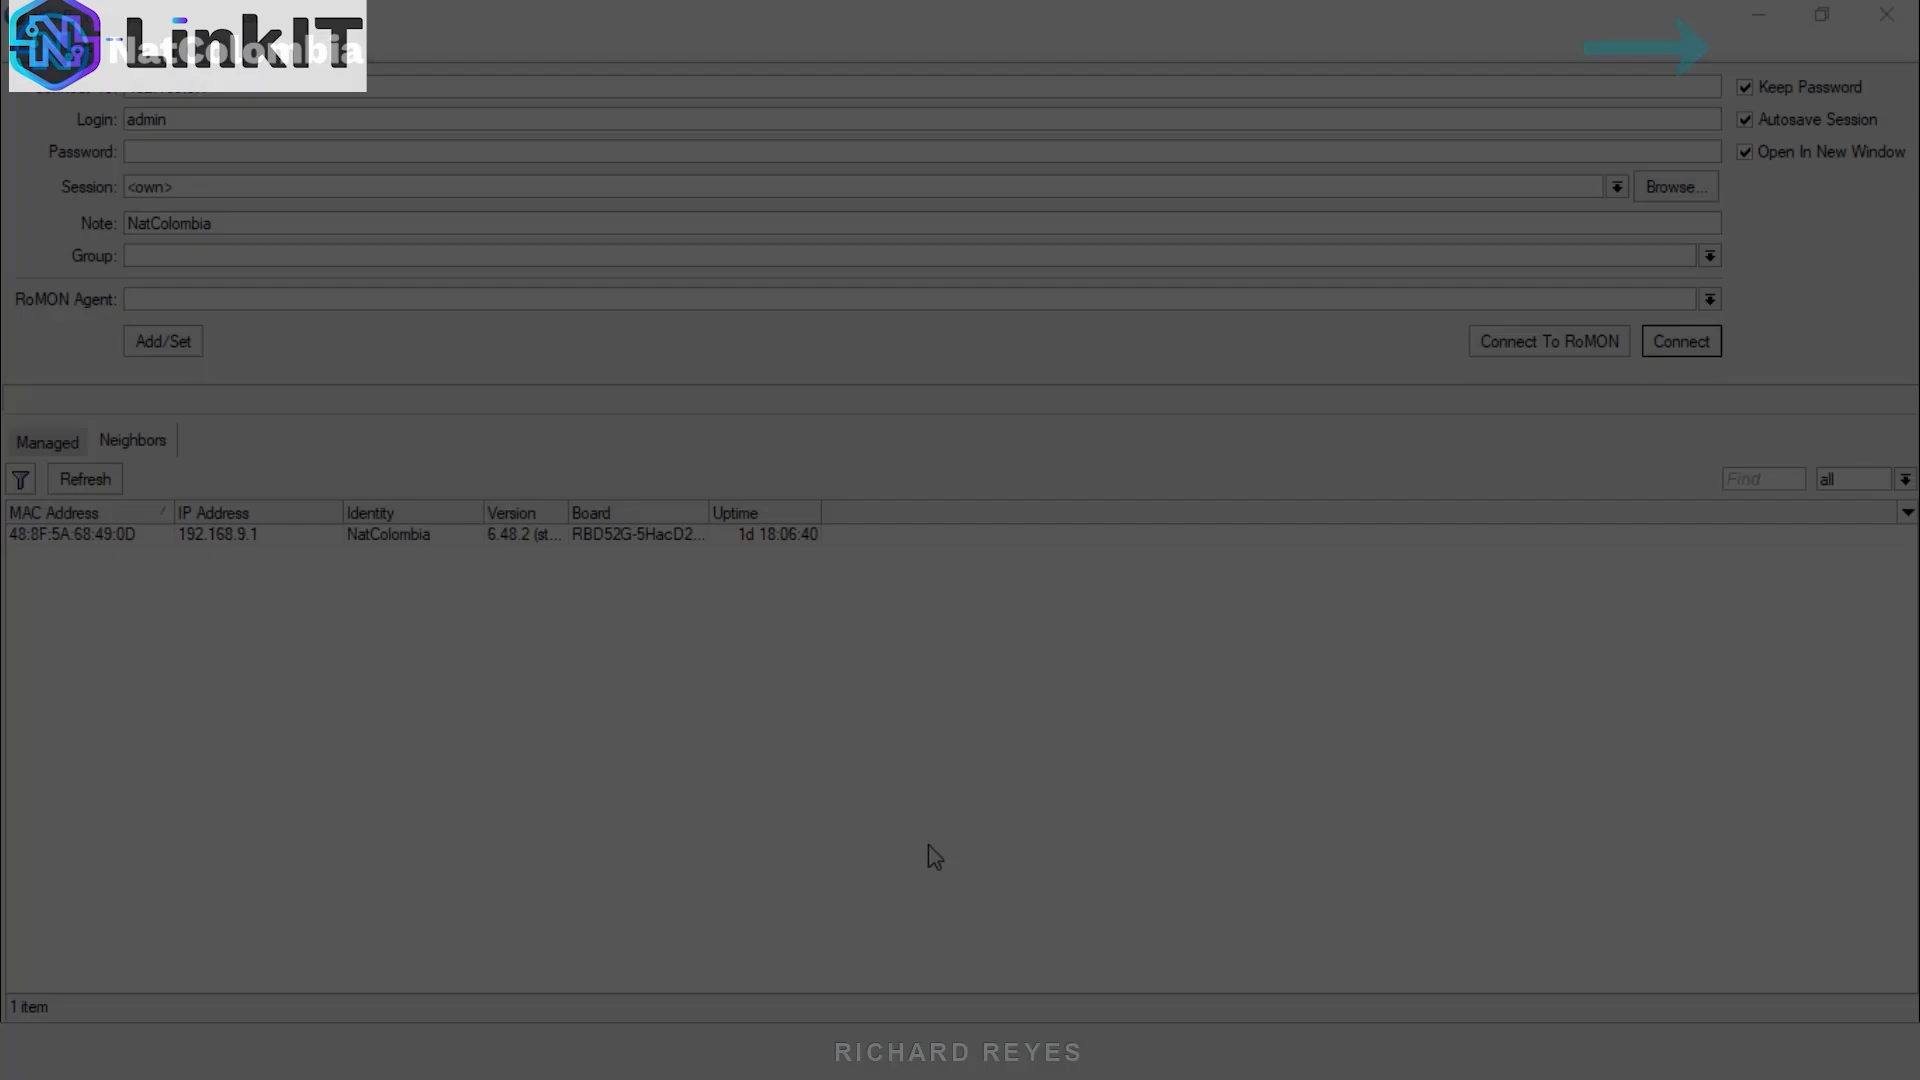 LinkIT
NatColombia
Keep Password
Login: admin
Autosave Session
Password:
Open In New Window
Session: <own>
Browse...
Note: NatColombia
Group:
RoMON Agent:
Add/Set
Connect To RoMON
Connect
Managed
Neighbors
Refresh
Find
all
MAC Address / IP Address Identity Version Board Uptime
48:8F:5A:68:49:0D 192.168.9.1 NatColombia 6.48.2 (st... RBD52G-5HacD2... 1d 18:06:40
1 item
RICHARD REYES